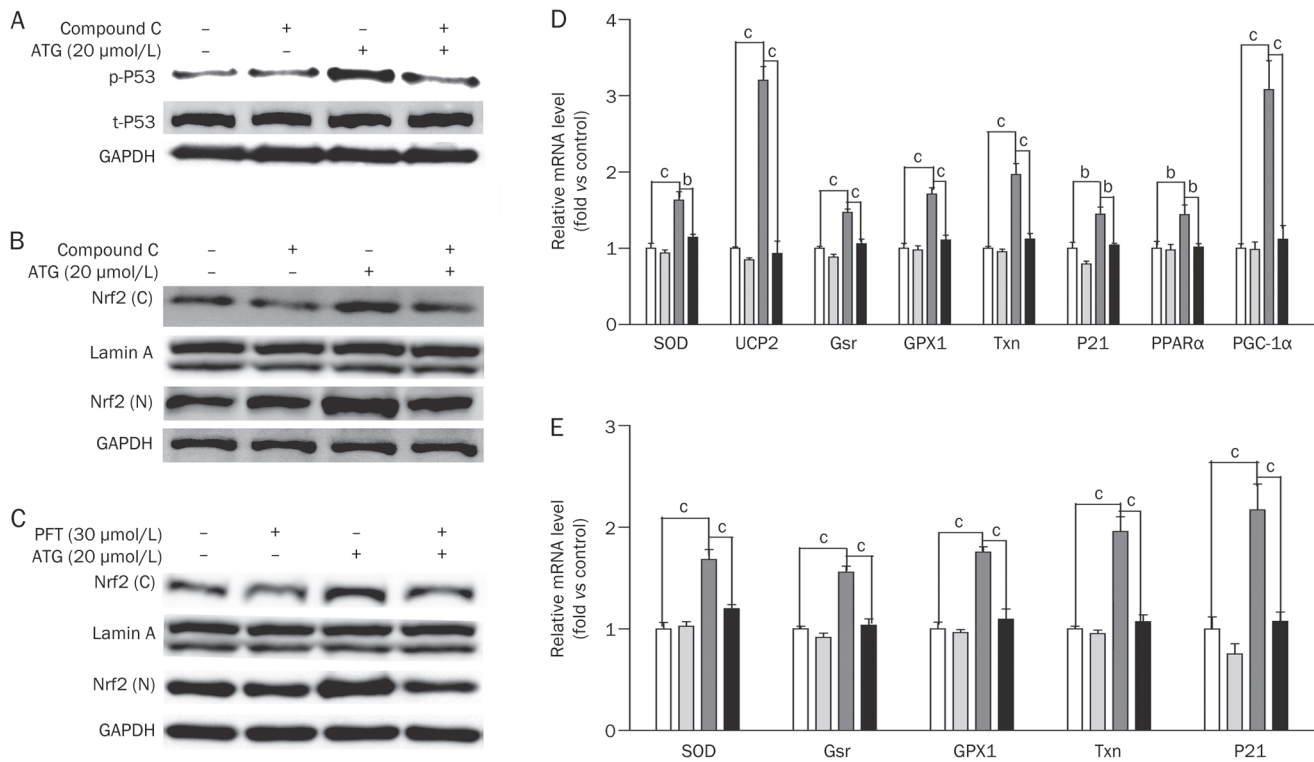 A
Compound C – + – +
ATG (20 μmol/L) – – + +
p-P53
t-P53
GAPDH
B
Compound C – + – +
ATG (20 μmol/L) – – + +
Nrf2 (C)
Lamin A
Nrf2 (N)
GAPDH
C
PFT (30 μmol/L) – + – +
ATG (20 μmol/L) – – + +
Nrf2 (C)
Lamin A
Nrf2 (N)
GAPDH
D
Relative mRNA level
(fold vs control)
4
3
2
1
0
c b
c c
c c
c c
c c
b b
b b
c c
SOD UCP2 Gsr GPX1 Txn P21 PPARα PGC-1α
E
Relative mRNA level
(fold vs control)
3
2
1
0
c c
c c
c c
c c
c c
SOD Gsr GPX1 Txn P21